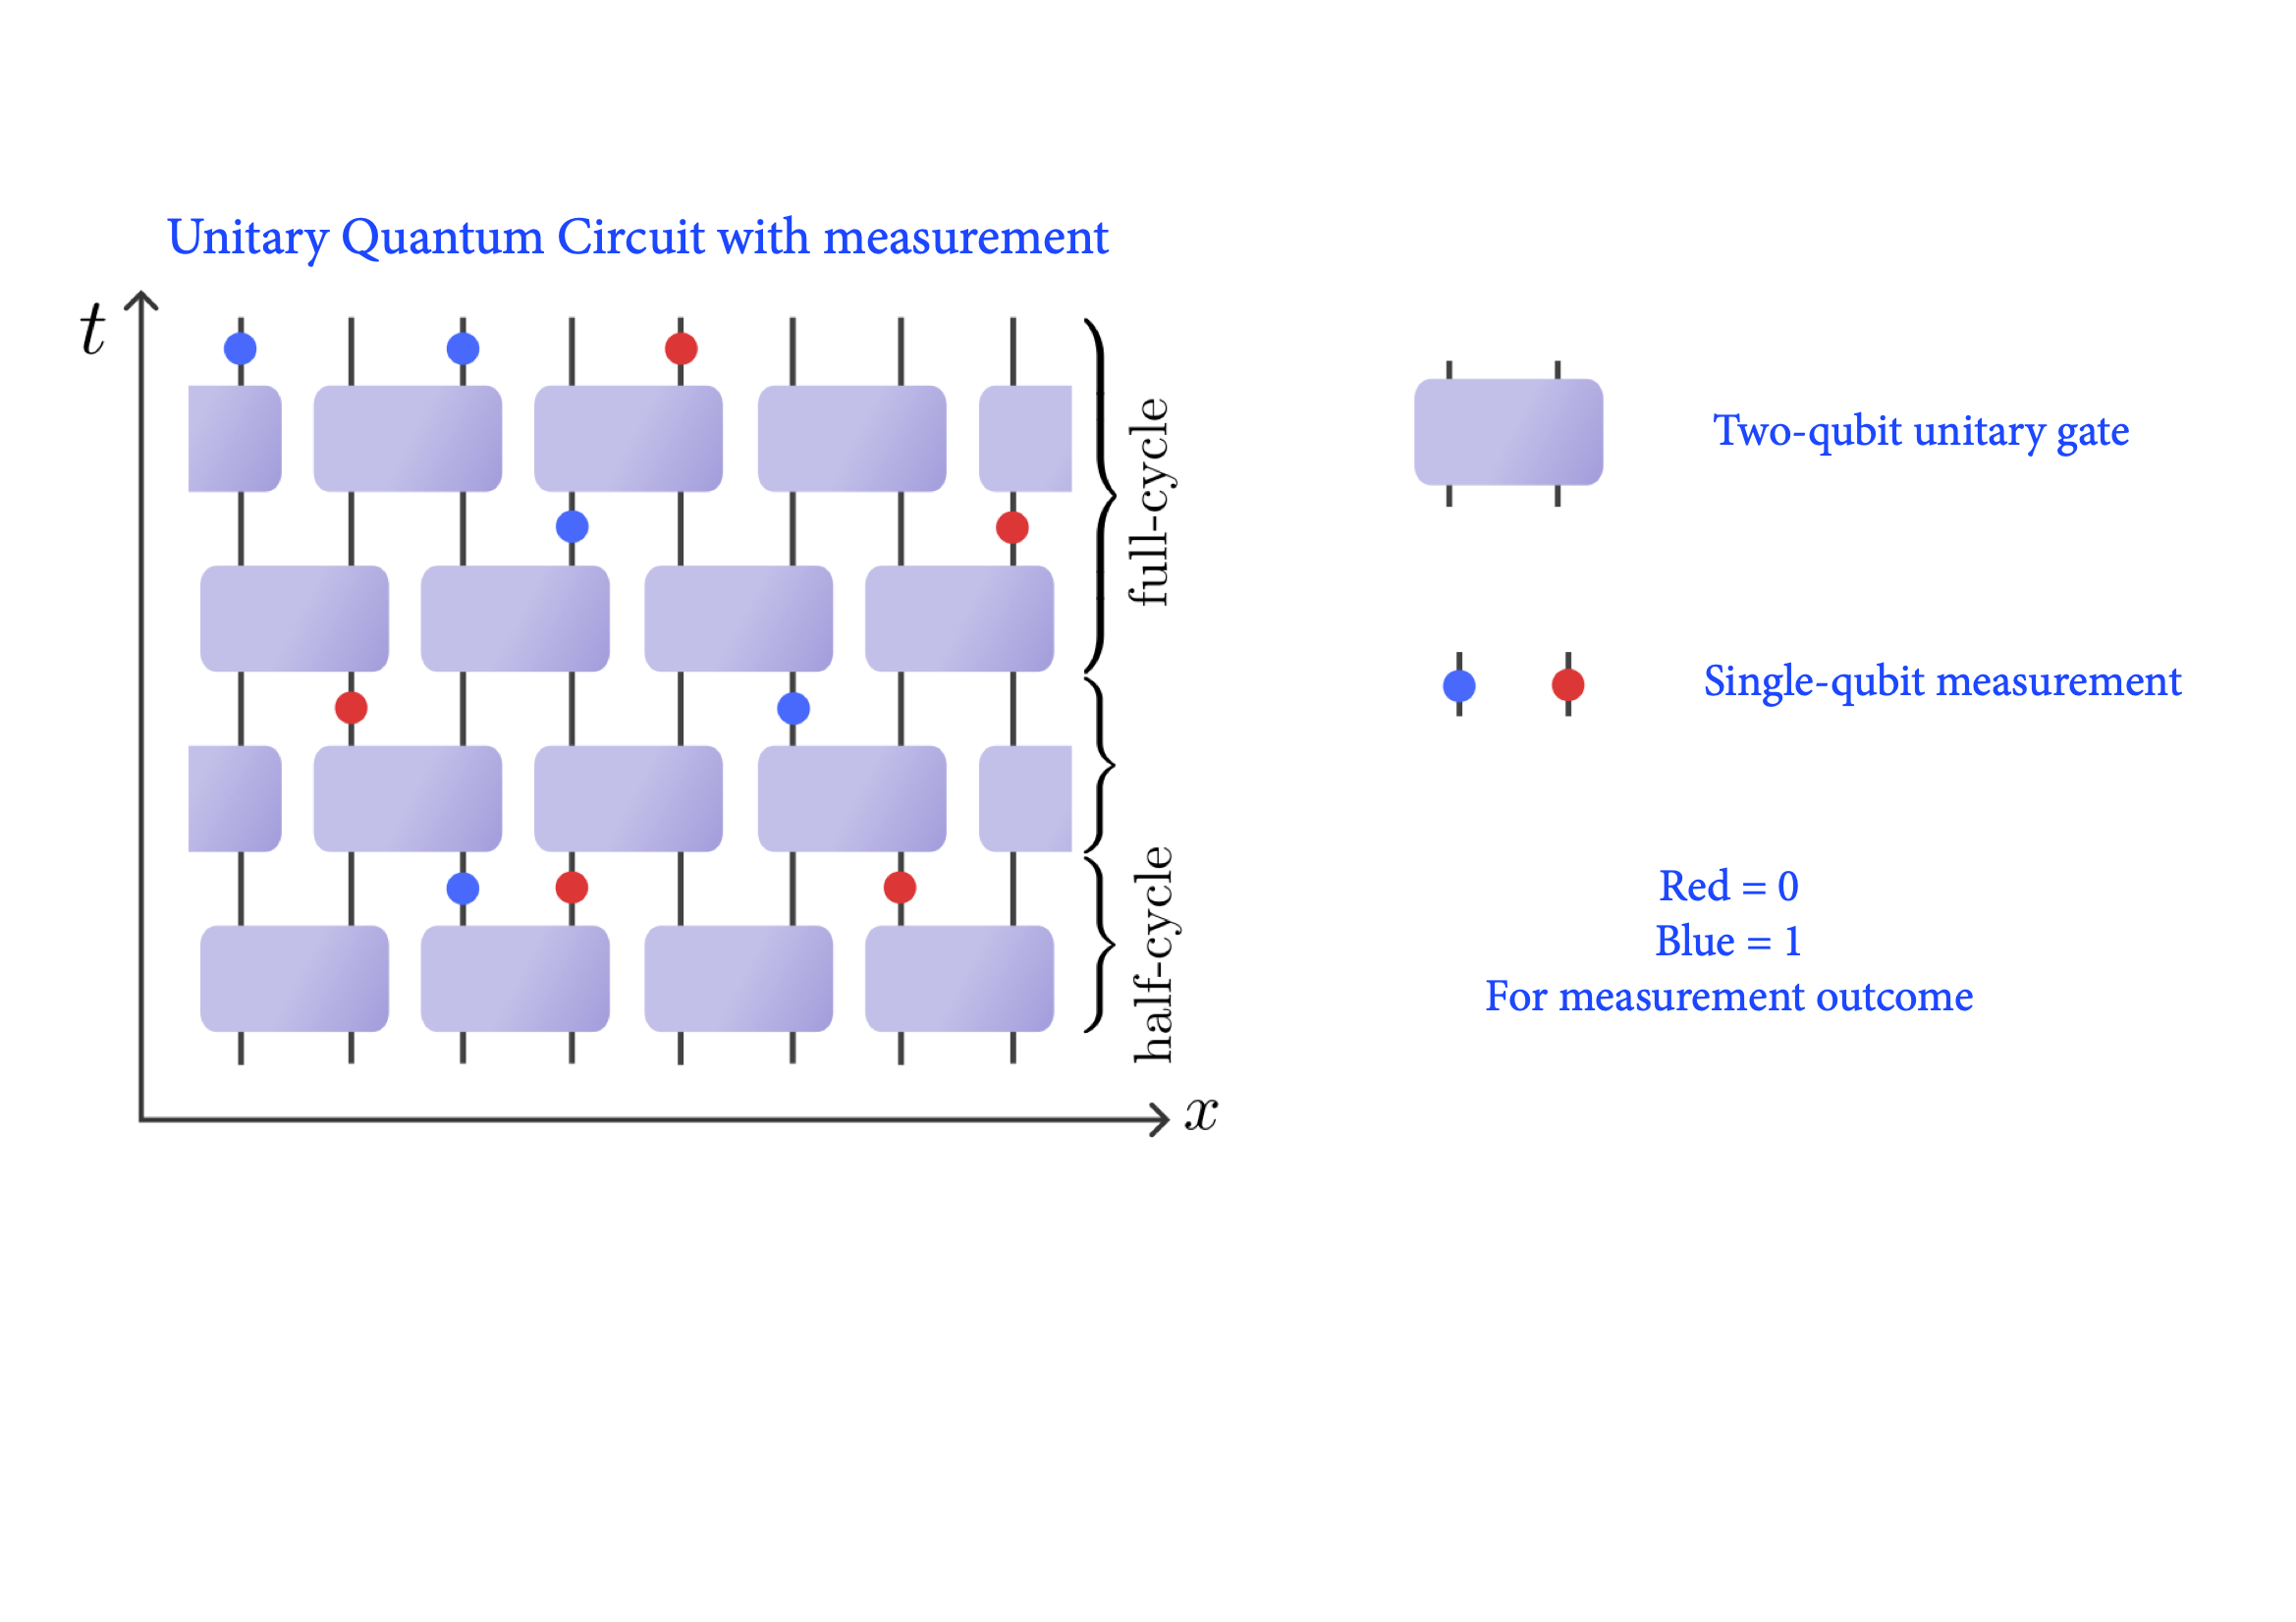 Unitary Quantum Circuit with measurement
t
full-cycle
half-cycle
x
Two-qubit unitary gate
Single-qubit measurement
Red = 0
Blue = 1
For measurement outcome